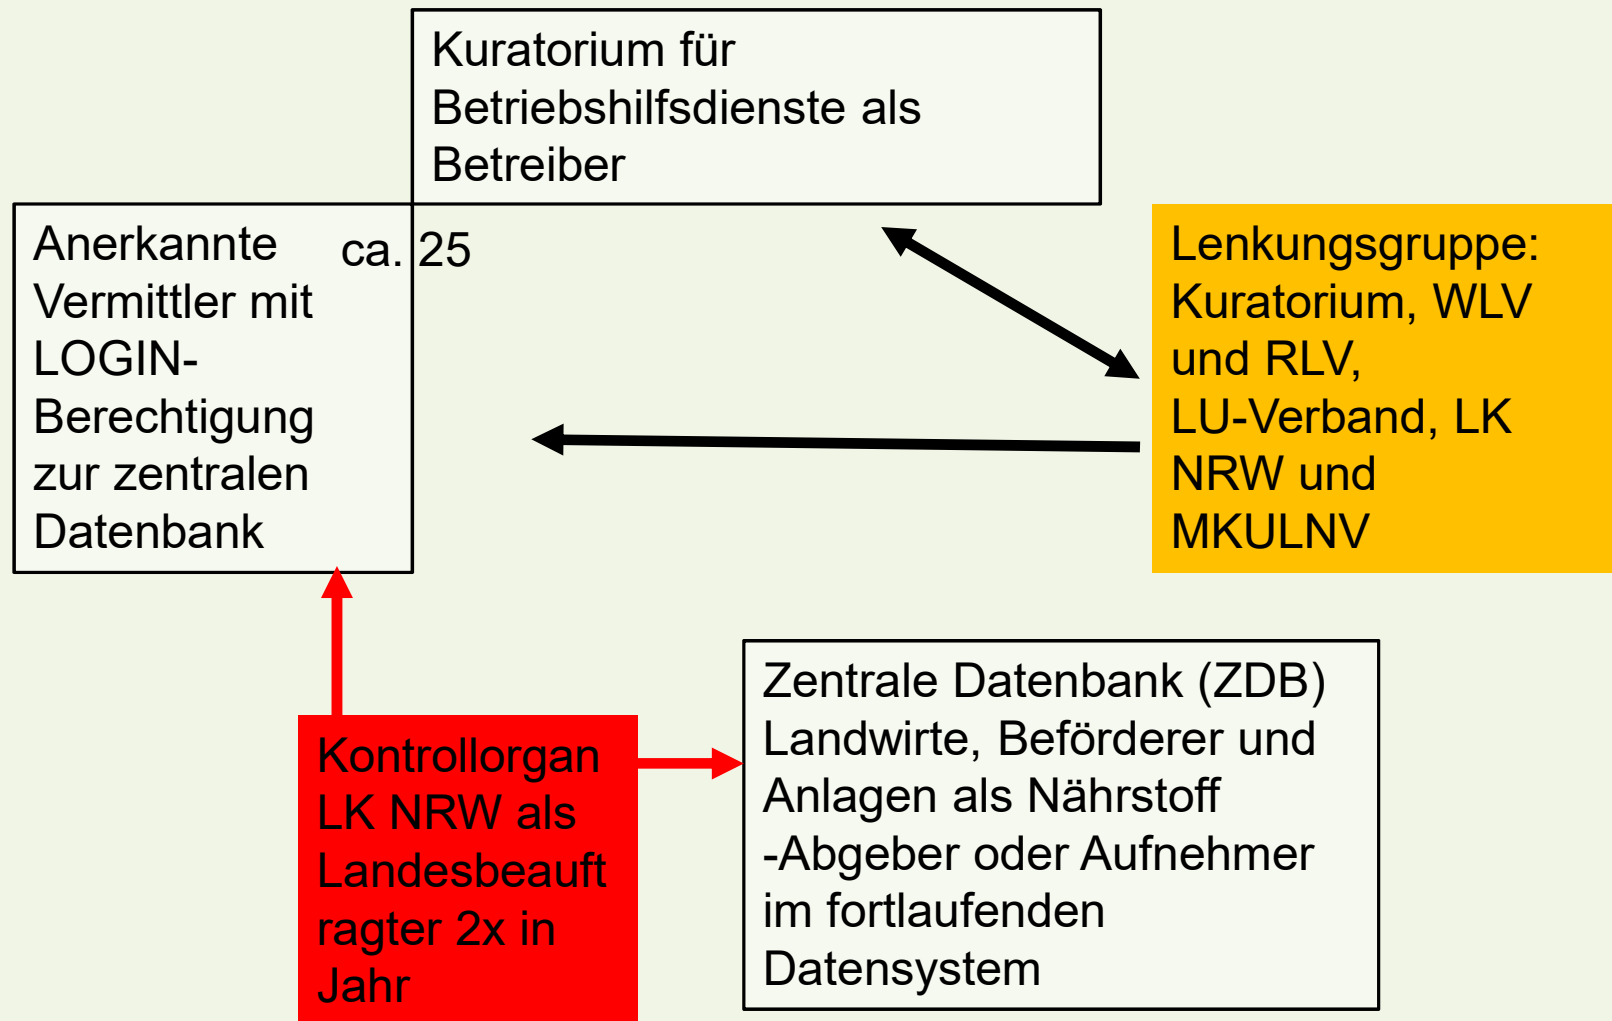 Kuratorium für
Betriebshilfsdienste als
Betreiber
Anerkannte
Vermittler mit
LOGIN-
Berechtigung
zur zentralen
Datenbank
ca. 25
Lenkungsgruppe:
Kuratorium, WLV
und RLV,
LU-Verband, LK
NRW und
MKULNV
Kontrollorgan
LK NRW als
Landesbeauft
ragter 2x in
Jahr
Zentrale Datenbank (ZDB)
Landwirte, Beförderer und
Anlagen als Nährstoff
-Abgeber oder Aufnehmer
im fortlaufenden
Datensystem